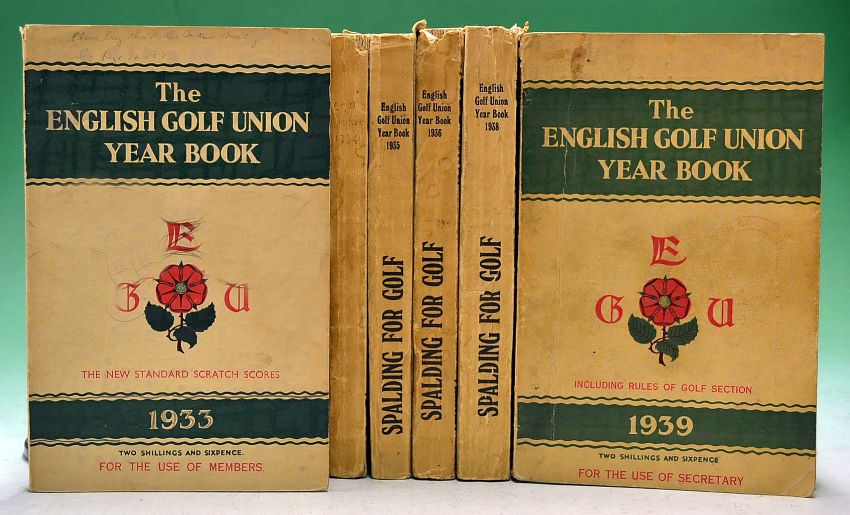 The
ENGLISH GOLF UNION
YEAR BOOK
E
G U
THE NEW STANDARD SCRATCH SCORES
1933
TWO SHILLINGS AND SIXPENCE.
FOR THE USE OF MEMBERS.
English
Golf Union
Year Book
1935
SPALDING FOR GOLF
English
Golf Union
Year Book
1936
SPALDING FOR GOLF
English
Golf Union
Year Book
1938
SPALDING FOR GOLF
The
ENGLISH GOLF UNION
YEAR BOOK
E
G U
INCLUDING RULES OF GOLF SECTION
1939
TWO SHILLINGS AND SIXPENCE
FOR THE USE OF SECRETARY